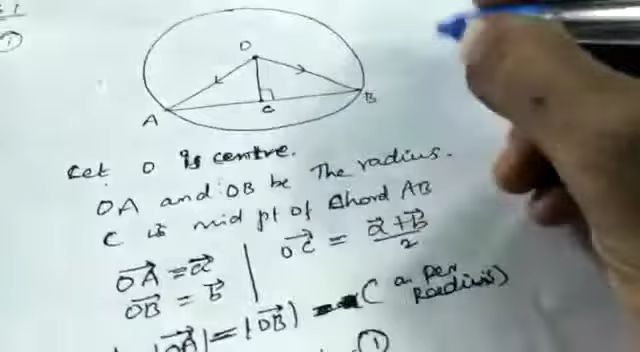 O
A
B
C
Let O is centre.
OA and OB be The radius.
C is mid pt of Chord AB
OA = a | OC = a + b / 2
OB = b
|OA| = |OB| — (as per Radius)
①